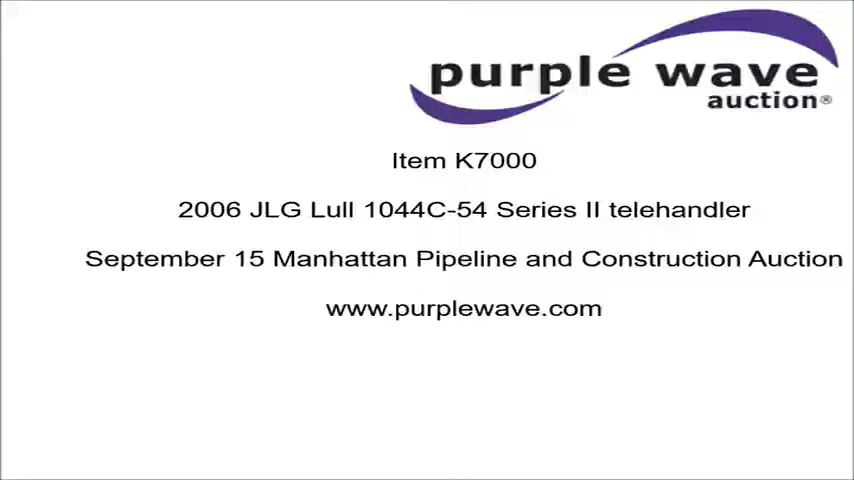 purple wave
auction®
Item K7000
2006 JLG Lull 1044C-54 Series II telehandler
September 15 Manhattan Pipeline and Construction Auction
www.purplewave.com